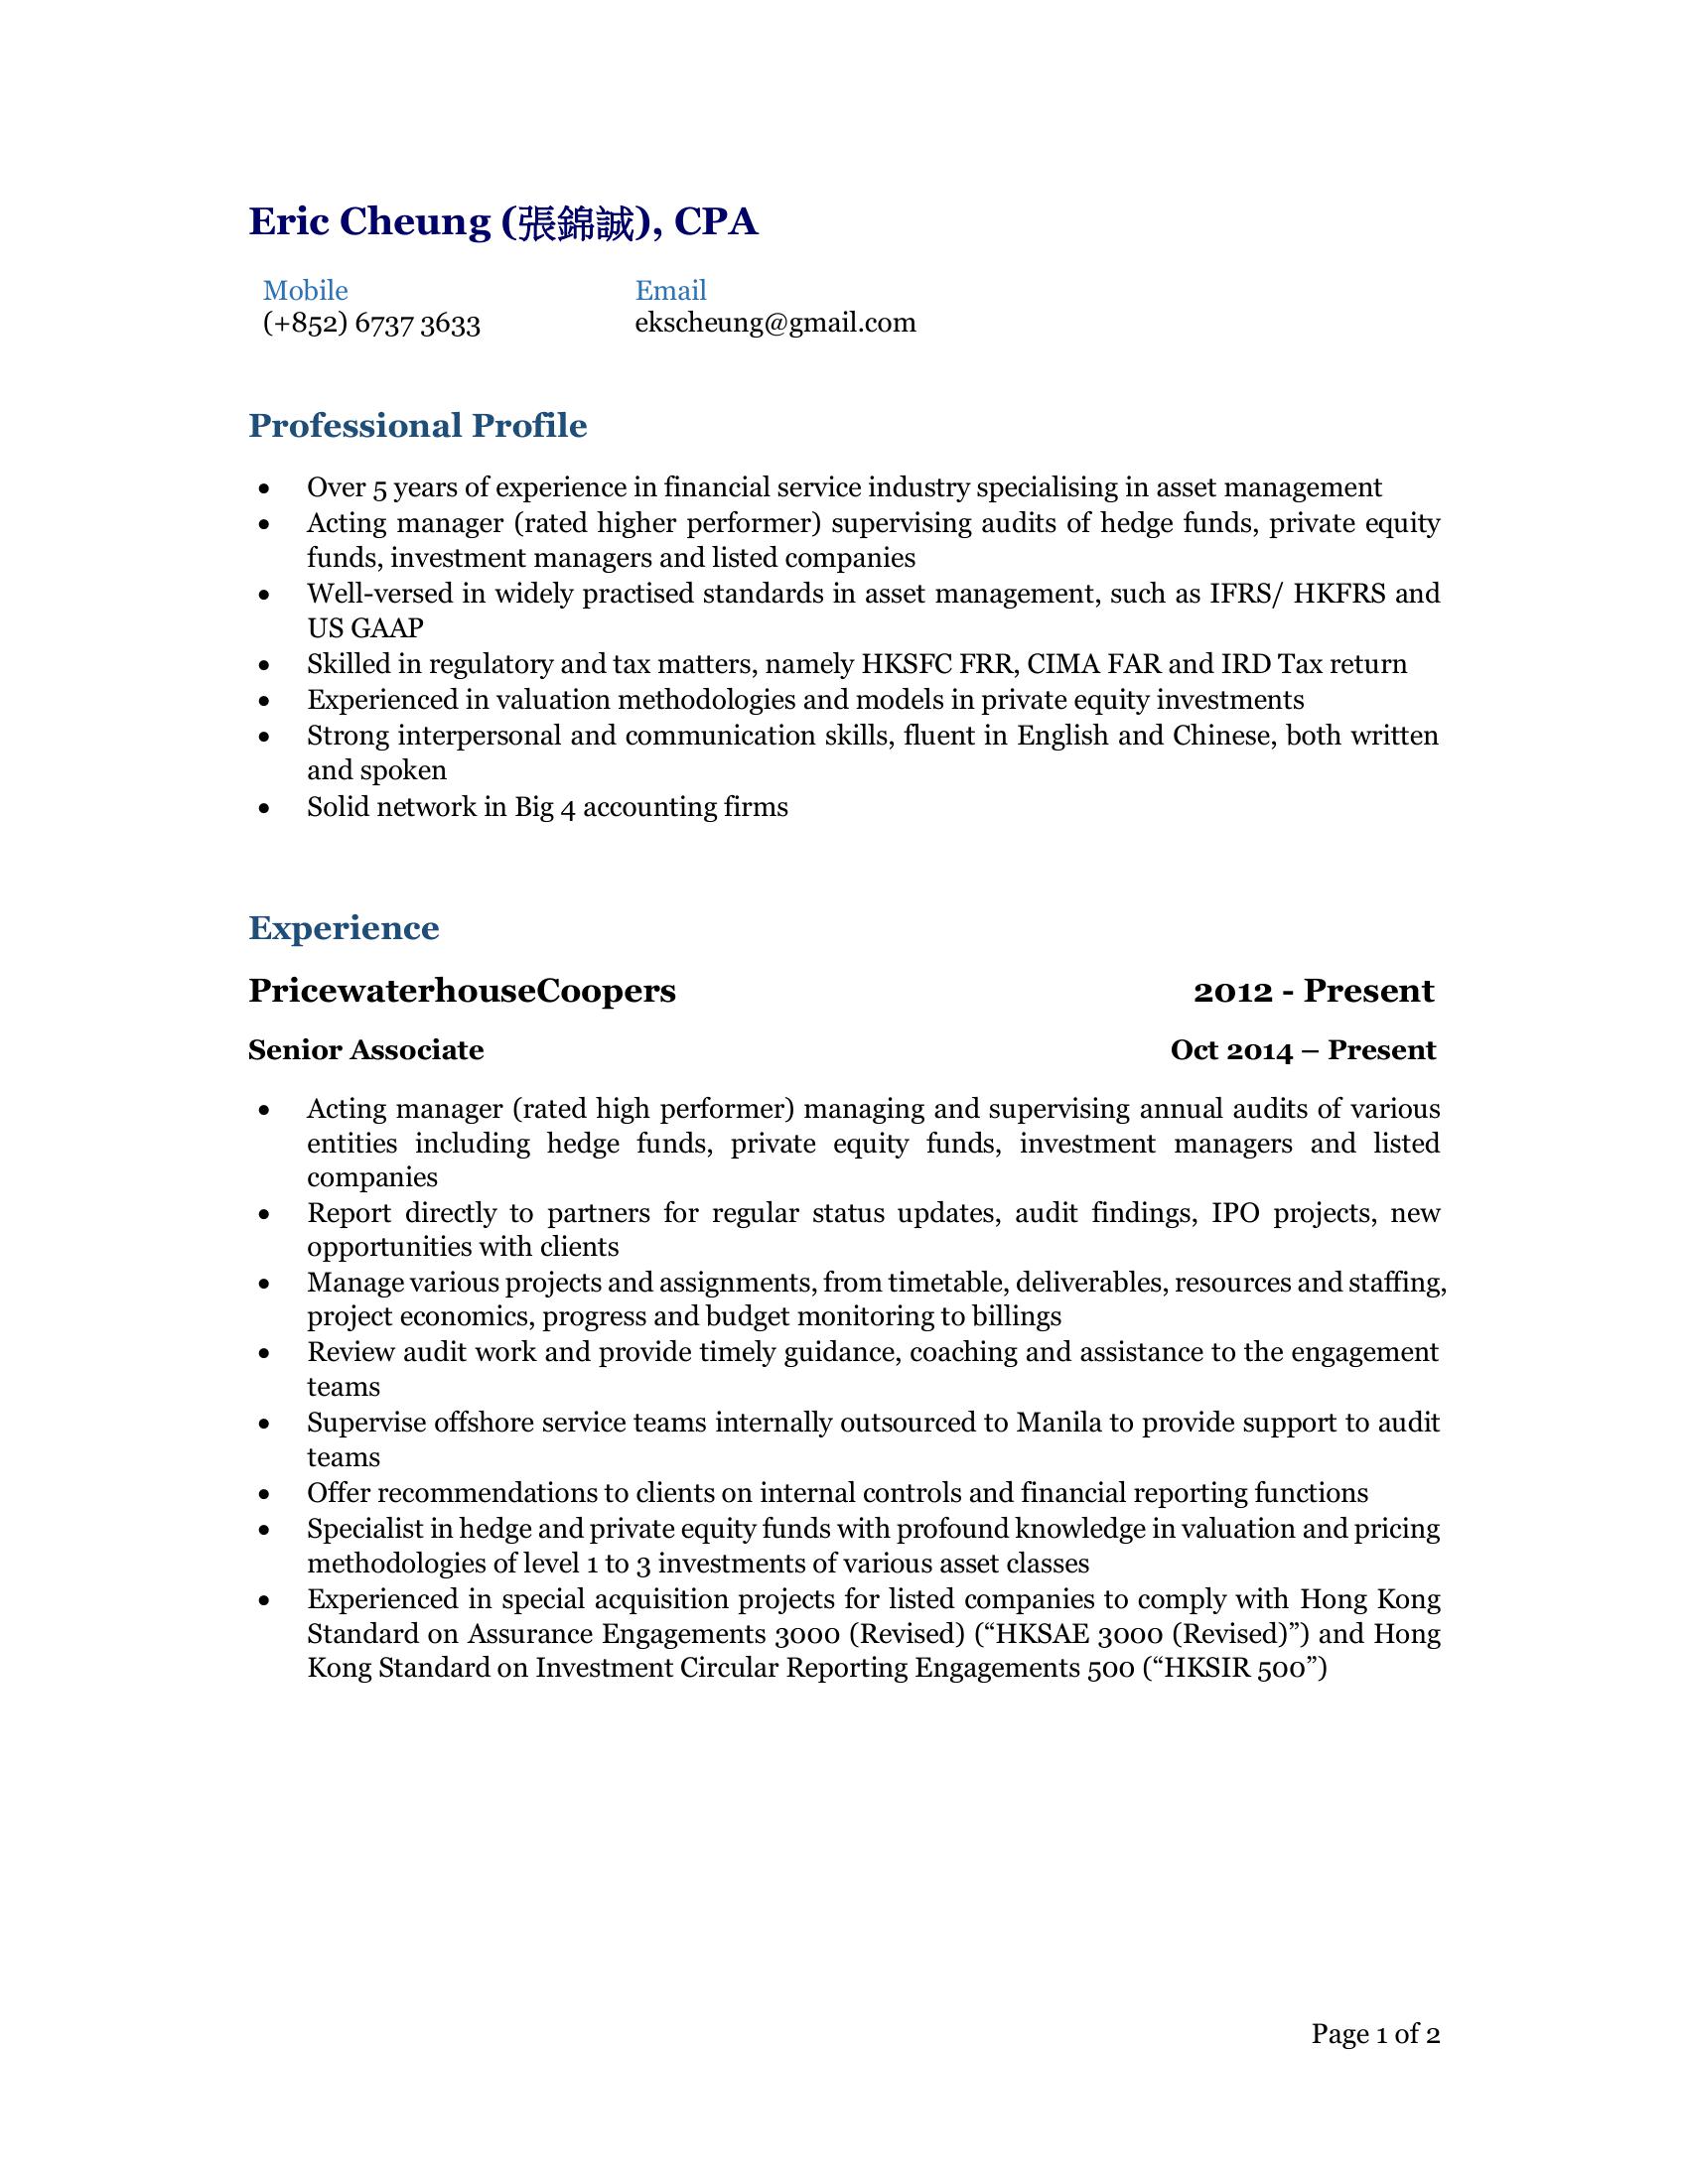 Eric Cheung (張錦誠), CPA
Mobile Email
(+852) 6737 3633 ekscheung@gmail.com
Professional Profile
• Over 5 years of experience in financial service industry specialising in asset management
• Acting manager (rated higher performer) supervising audits of hedge funds, private equity
funds, investment managers and listed companies
• Well-versed in widely practised standards in asset management, such as IFRS/ HKFRS and
US GAAP
• Skilled in regulatory and tax matters, namely HKSFC FRR, CIMA FAR and IRD Tax return
• Experienced in valuation methodologies and models in private equity investments
• Strong interpersonal and communication skills, fluent in English and Chinese, both written
and spoken
• Solid network in Big 4 accounting firms
Experience
PricewaterhouseCoopers 2012 - Present
Senior Associate Oct 2014 – Present
• Acting manager (rated high performer) managing and supervising annual audits of various
entities including hedge funds, private equity funds, investment managers and listed
companies
• Report directly to partners for regular status updates, audit findings, IPO projects, new
opportunities with clients
• Manage various projects and assignments, from timetable, deliverables, resources and staffing,
project economics, progress and budget monitoring to billings
• Review audit work and provide timely guidance, coaching and assistance to the engagement
teams
• Supervise offshore service teams internally outsourced to Manila to provide support to audit
teams
• Offer recommendations to clients on internal controls and financial reporting functions
• Specialist in hedge and private equity funds with profound knowledge in valuation and pricing
methodologies of level 1 to 3 investments of various asset classes
• Experienced in special acquisition projects for listed companies to comply with Hong Kong
Standard on Assurance Engagements 3000 (Revised) (“HKSAE 3000 (Revised)”) and Hong
Kong Standard on Investment Circular Reporting Engagements 500 (“HKSIR 500”)
Page 1 of 2